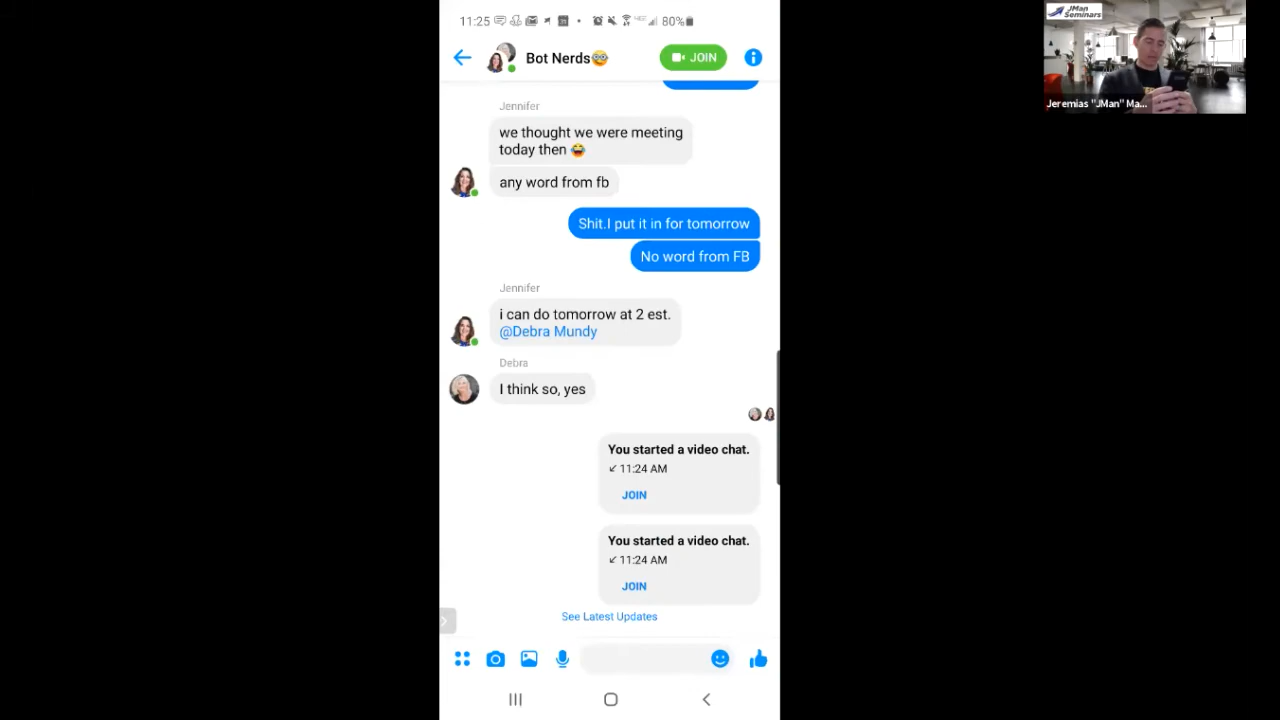 11:25
80%
JMan
Seminars
Bot Nerds
JOIN
Jeremias "JMan" Ma...
Jennifer
we thought we were meeting
today then
any word from fb
Shit.I put it in for tomorrow
No word from FB
Jennifer
i can do tomorrow at 2 est.
@Debra Mundy
Debra
I think so, yes
You started a video chat.
11:24 AM
JOIN
You started a video chat.
11:24 AM
JOIN
See Latest Updates